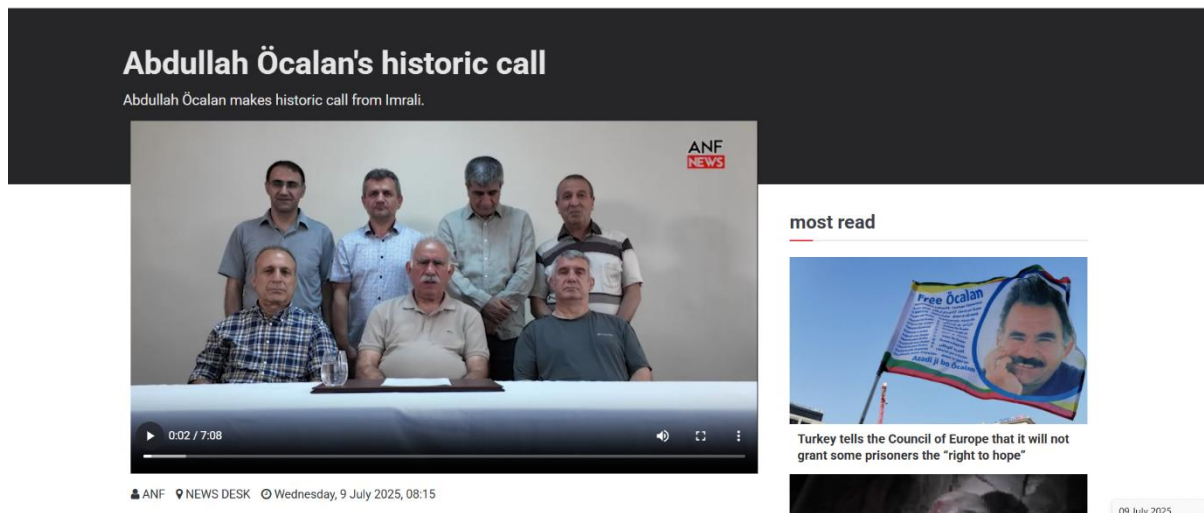 Abdullah Öcalan's historic call
Abdullah Öcalan makes historic call from Imrali.
ANF
NEWS
0:02 / 7:08
ANF NEWS DESK Wednesday, 9 July 2025, 08:15
most read
Free Öcalan
Azadî ji bo Öcalan
Turkey tells the Council of Europe that it will not
grant some prisoners the “right to hope”
09 July 2025